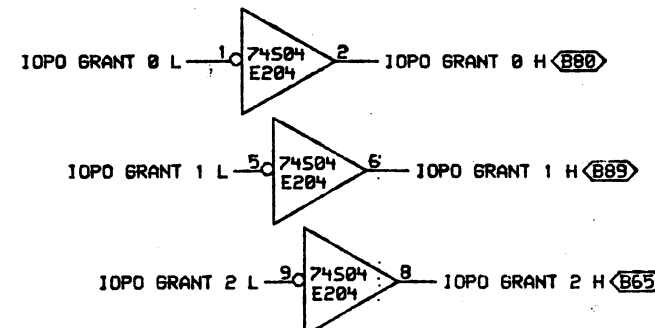 IOPO GRANT 0 L 1 74S04 E204 2 IOPO GRANT 0 H B80
IOPO GRANT 1 L 5 74S04 E204 6 IOPO GRANT 1 H B89
IOPO GRANT 2 L 9 74S04 E204 8 IOPO GRANT 2 H B65